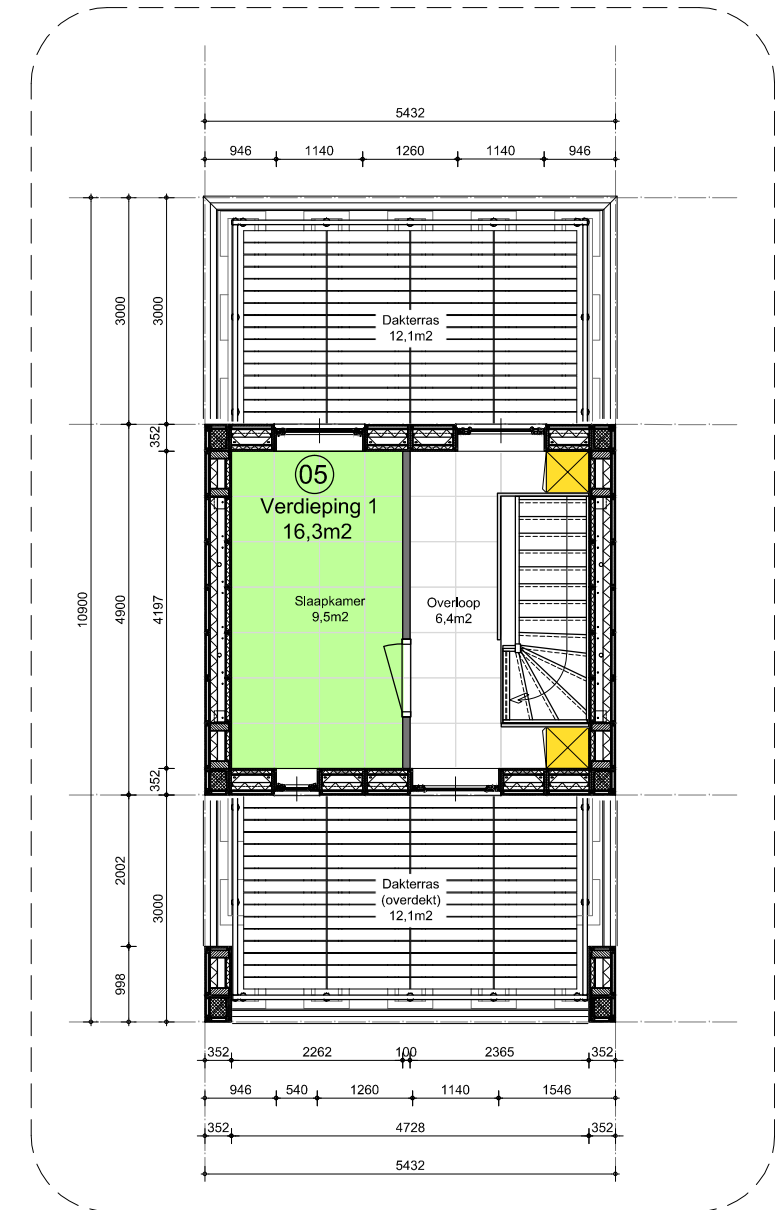 5432
946 1140 1260 1140 946
3000
3000
Dakterras
12,1m2
352
05
Verdieping 1
16,3m2
10900
4900
4197
Slaapkamer
9,5m2
Overloop
6,4m2
352
2002
3000
998
Dakterras
(overdekt)
12,1m2
352 2262 100 2365 352
946 540 1260 1140 1546
352 4728 352
5432